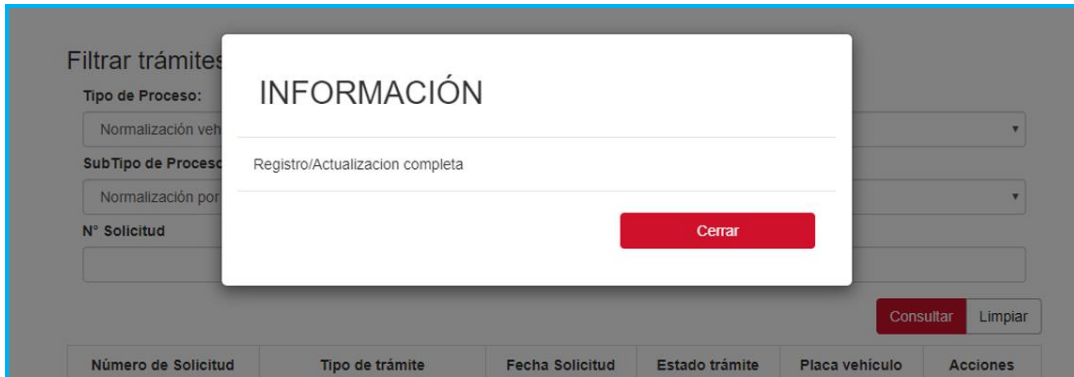 Filtrar trámites
Tipo de Proceso:
Normalización veh
SubTipo de Proceso
Normalización por
N° Solicitud
INFORMACIÓN
Registro/Actualizacion completa
Cerrar
Consultar Limpiar
Número de Solicitud Tipo de trámite Fecha Solicitud Estado trámite Placa vehículo Acciones